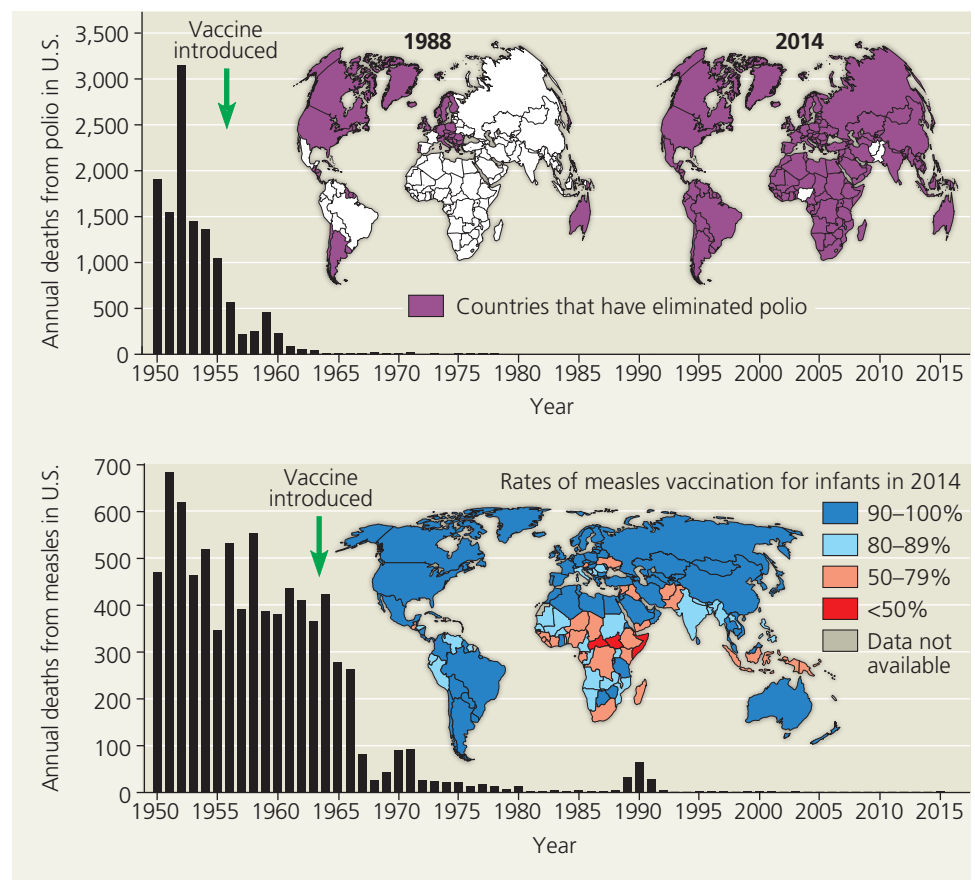 Annual deaths from polio in U.S.
3,500
3,000
2,500
2,000
1,500
1,000
500
0
Vaccine
introduced
1988
2014
Countries that have eliminated polio
1950 1955 1960 1965 1970 1975 1980 1985 1990 1995 2000 2005 2010 2015
Year
Annual deaths from measles in U.S.
700
600
500
400
300
200
100
0
Vaccine
introduced
Rates of measles vaccination for infants in 2014
90–100%
80–89%
50–79%
<50%
Data not
available
1950 1955 1960 1965 1970 1975 1980 1985 1990 1995 2000 2005 2010 2015
Year